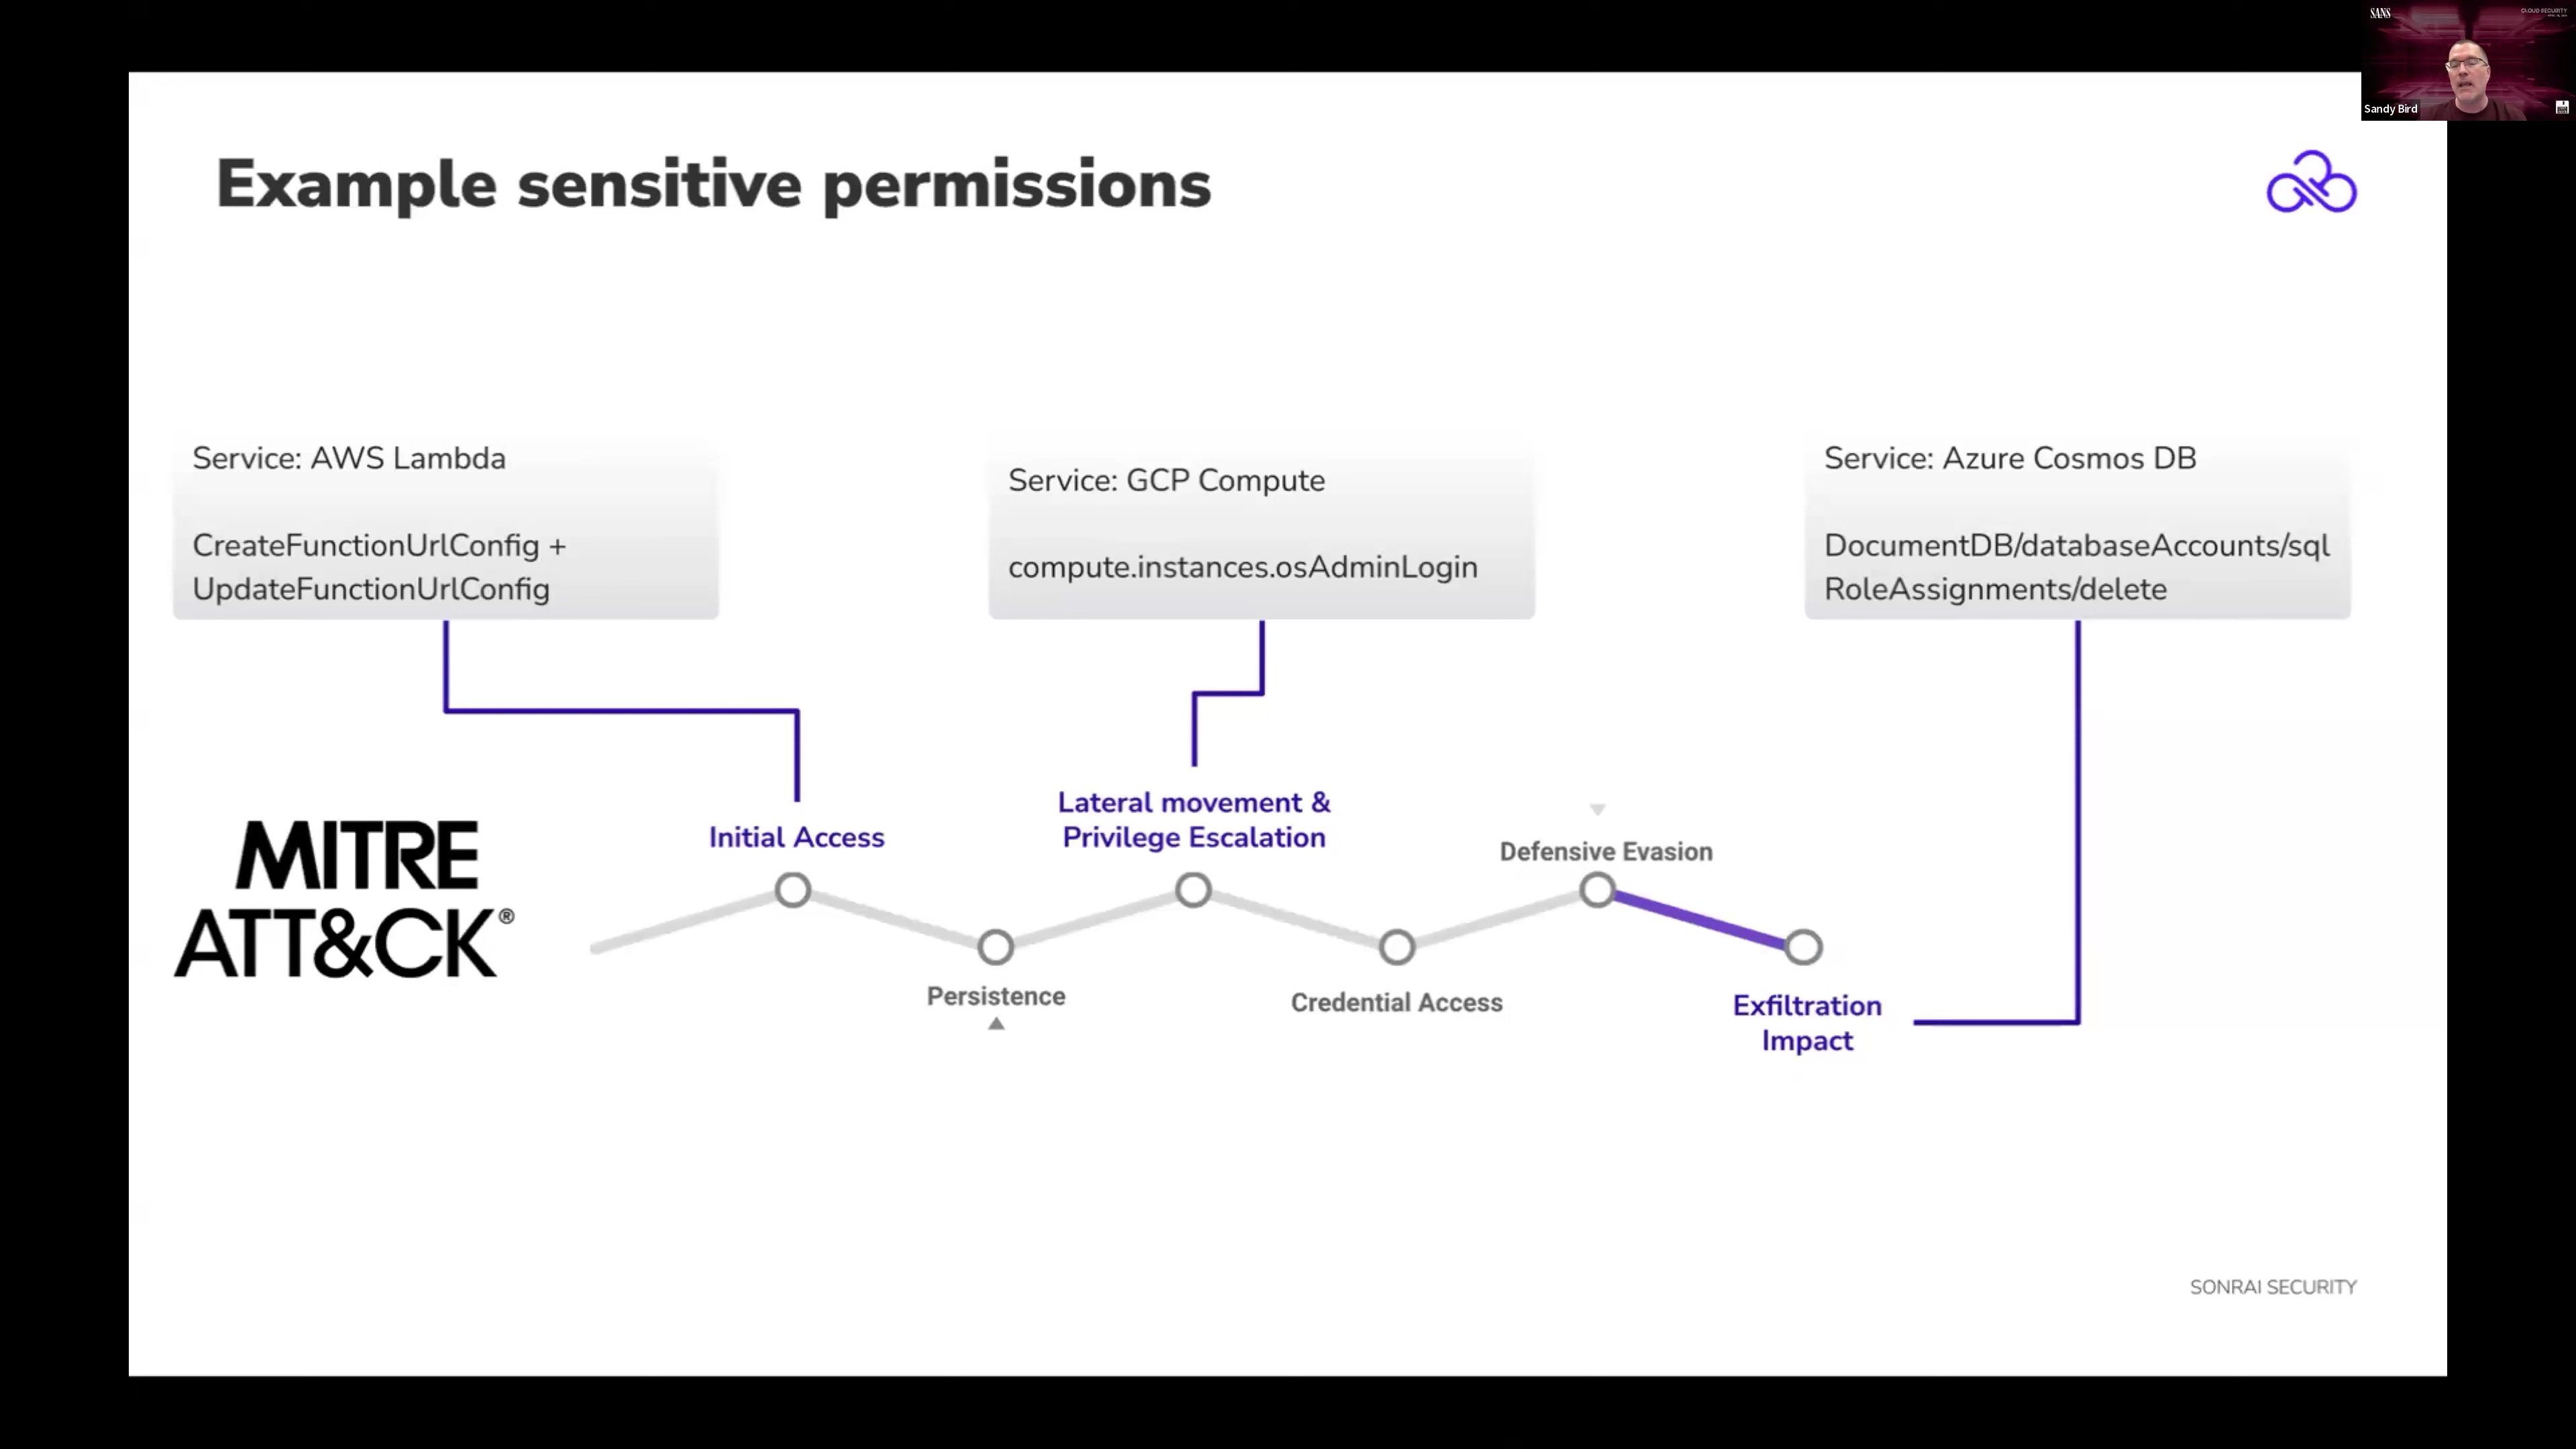 SANS
CLOUD SECURITY
Sandy Bird
Example sensitive permissions
Service: AWS Lambda
CreateFunctionUrlConfig +
UpdateFunctionUrlConfig
Service: GCP Compute
compute.instances.osAdminLogin
Service: Azure Cosmos DB
DocumentDB/databaseAccounts/sql
RoleAssignments/delete
MITRE
ATT&CK®
Initial Access
Persistence
Lateral movement &
Privilege Escalation
Credential Access
Defensive Evasion
Exfiltration
Impact
SONRAI SECURITY